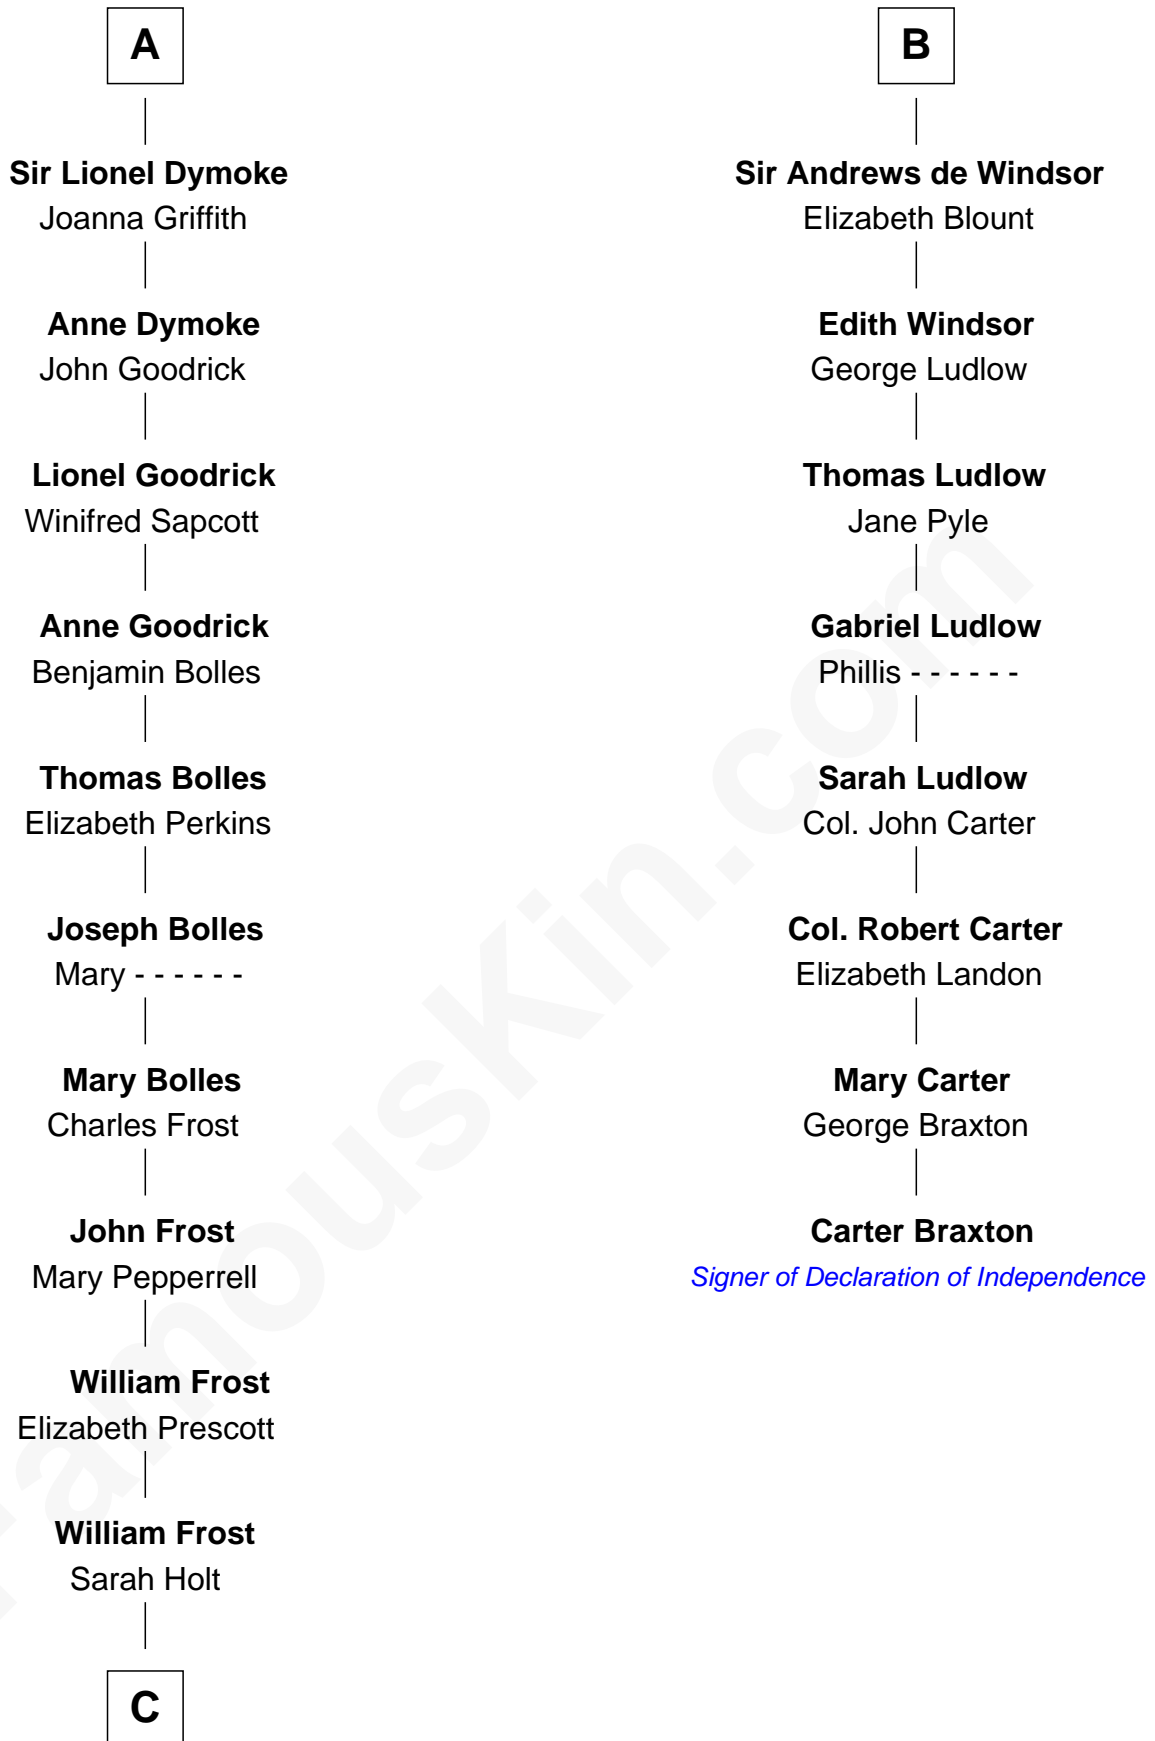 A
Sir Lionel Dymoke
Joanna Griffith
Anne Dymoke
John Goodrick
Lionel Goodrick
Winifred Sapcott
Anne Goodrick
Benjamin Bolles
Thomas Bolles
Elizabeth Perkins
Joseph Bolles
Mary - - - - - -
Mary Bolles
Charles Frost
John Frost
Mary Pepperrell
William Frost
Elizabeth Prescott
William Frost
Sarah Holt
C
B
Sir Andrews de Windsor
Elizabeth Blount
Edith Windsor
George Ludlow
Thomas Ludlow
Jane Pyle
Gabriel Ludlow
Phillis - - - - - -
Sarah Ludlow
Col. John Carter
Col. Robert Carter
Elizabeth Landon
Mary Carter
George Braxton
Carter Braxton
Signer of Declaration of Independence
FamousKin.com